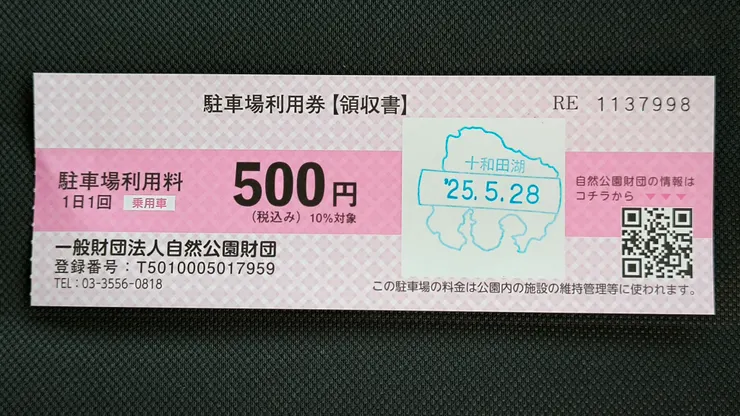 駐車場利用券【領収書】
RE 1137998
駐車場利用料
1日1回 乗用車
500円
(税込み) 10%対象
十和田湖
'25.5.28
自然公園財団の情報は
コチラから ▼ ▼ ▼
一般財団法人自然公園財団
登録番号：T5010005017959
TEL：03-3556-0818
この駐車場の料金は公園内の施設の維持管理等に使われます。